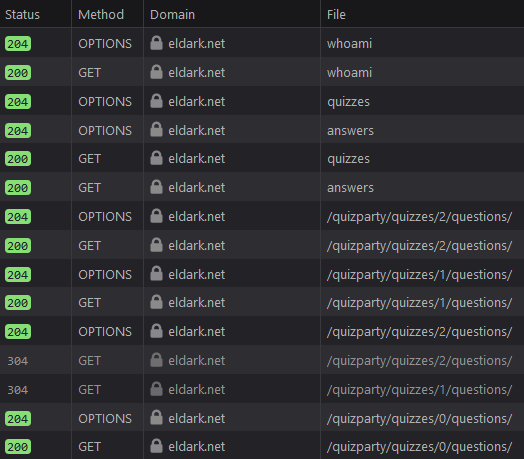 Status Method Domain File
204 OPTIONS eldark.net whoami
200 GET eldark.net whoami
204 OPTIONS eldark.net quizzes
204 OPTIONS eldark.net answers
200 GET eldark.net quizzes
200 GET eldark.net answers
204 OPTIONS eldark.net /quizparty/quizzes/2/questions/
200 GET eldark.net /quizparty/quizzes/2/questions/
204 OPTIONS eldark.net /quizparty/quizzes/1/questions/
200 GET eldark.net /quizparty/quizzes/1/questions/
204 OPTIONS eldark.net /quizparty/quizzes/2/questions/
304 GET eldark.net /quizparty/quizzes/2/questions/
304 GET eldark.net /quizparty/quizzes/1/questions/
204 OPTIONS eldark.net /quizparty/quizzes/0/questions/
200 GET eldark.net /quizparty/quizzes/0/questions/